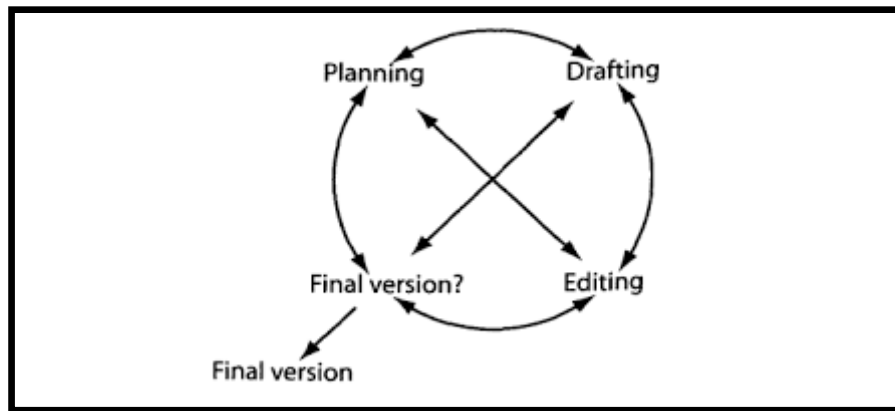 Planning
Drafting
Final version?
Editing
Final version